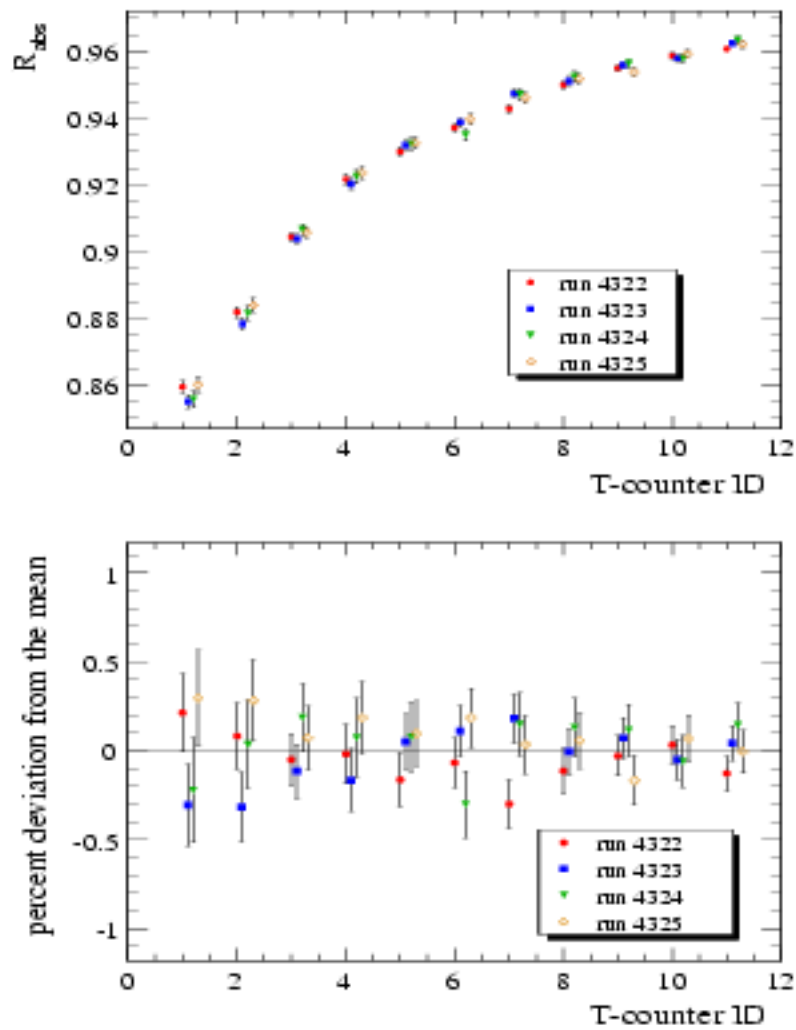 R_abs
0.96
0.94
0.92
0.9
0.88
0.86
run 4322
run 4323
run 4324
run 4325
0 2 4 6 8 10 12
T-counter ID
percent deviation from the mean
1
0.5
0
-0.5
-1
run 4322
run 4323
run 4324
run 4325
0 2 4 6 8 10 12
T-counter ID